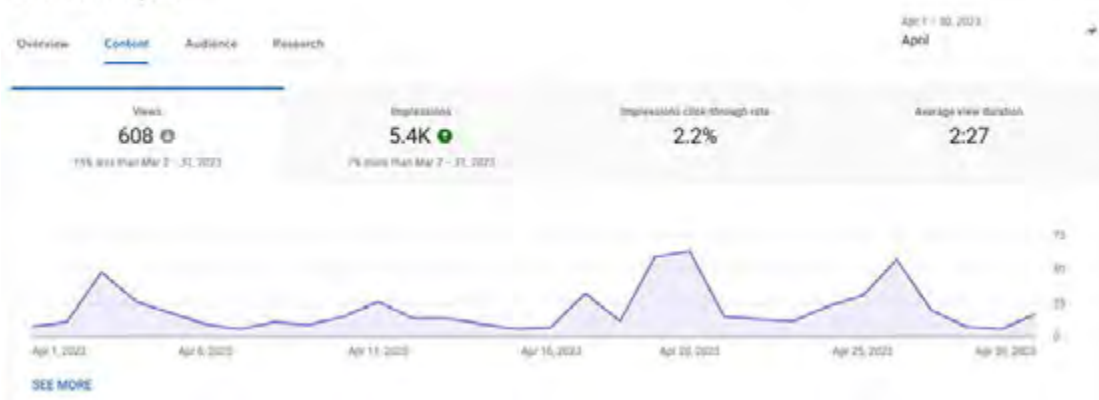 Apr 1 – 30, 2023
Overview Content Audience Research
April
Views Impressions Impressions click-through rate Average view duration
608 5.4K 2.2% 2:27
15% less than Mar 2 – 31, 2023 7% more than Mar 2 – 31, 2023
75
50
25
0
Apr 1, 2023 Apr 6, 2023 Apr 11, 2023 Apr 16, 2023 Apr 20, 2023 Apr 25, 2023 Apr 30, 2023
SEE MORE